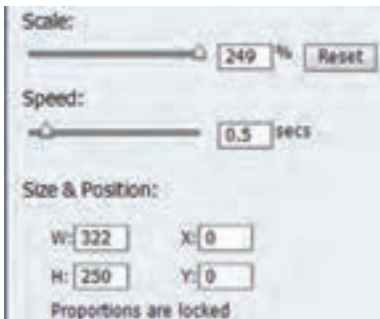 Scale:
249 % Reset
Speed:
0.5 secs
Size & Position:
W: 322 X: 0
H: 250 Y: 0
Proportions are locked